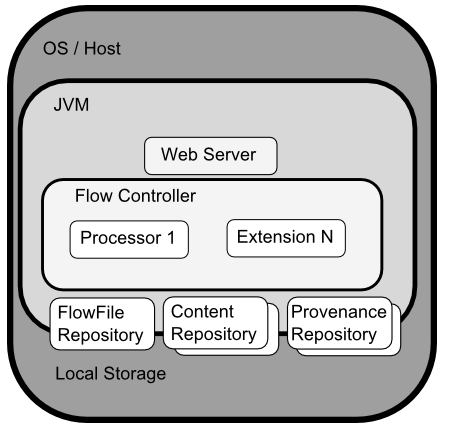 OS / Host
JVM
Web Server
Flow Controller
Processor 1
Extension N
FlowFile
Repository
Content
Repository
Provenance
Repository
Local Storage